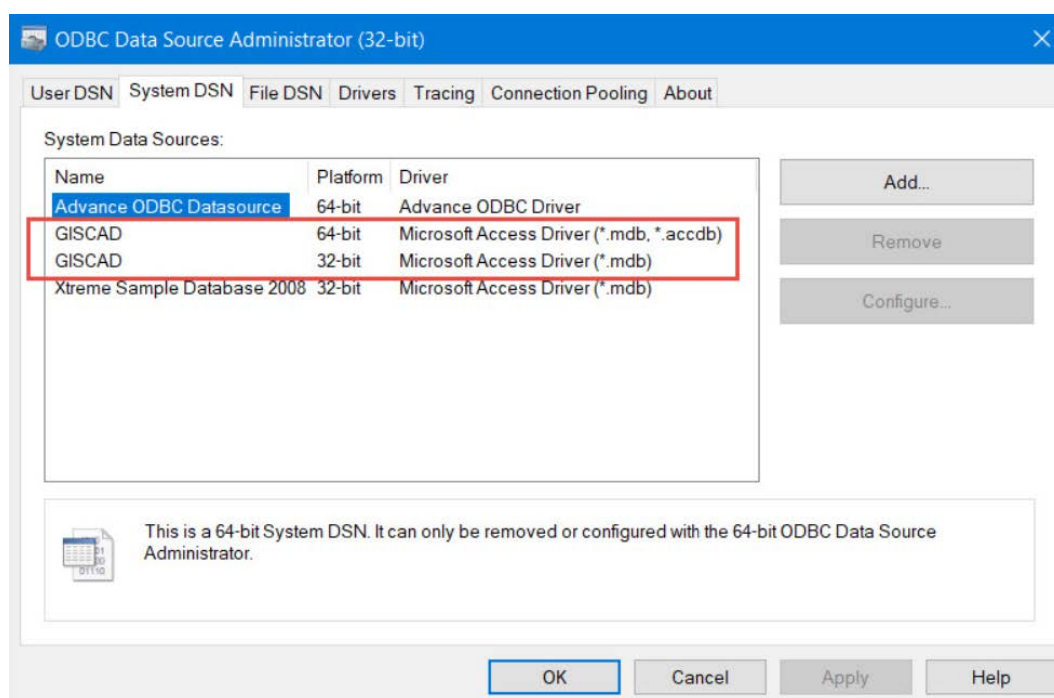 ODBC Data Source Administrator (32-bit)
User DSN System DSN File DSN Drivers Tracing Connection Pooling About
System Data Sources:
Name Platform Driver
Advance ODBC Datasource 64-bit Advance ODBC Driver
GISCAD 64-bit Microsoft Access Driver (*.mdb, *.accdb)
GISCAD 32-bit Microsoft Access Driver (*.mdb)
Xtreme Sample Database 2008 32-bit Microsoft Access Driver (*.mdb)
Add...
Remove
Configure...
This is a 64-bit System DSN. It can only be removed or configured with the 64-bit ODBC Data Source
Administrator.
OK Cancel Apply Help